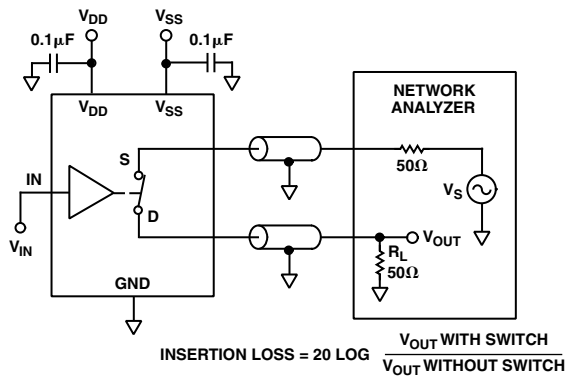 VDD
VSS
0.1µF
0.1µF
VDD
VSS
NETWORK
ANALYZER
S
50Ω
IN
VS
D
VOUT
VIN
RL
50Ω
GND
INSERTION LOSS = 20 LOG VOUT WITH SWITCH
VOUT WITHOUT SWITCH